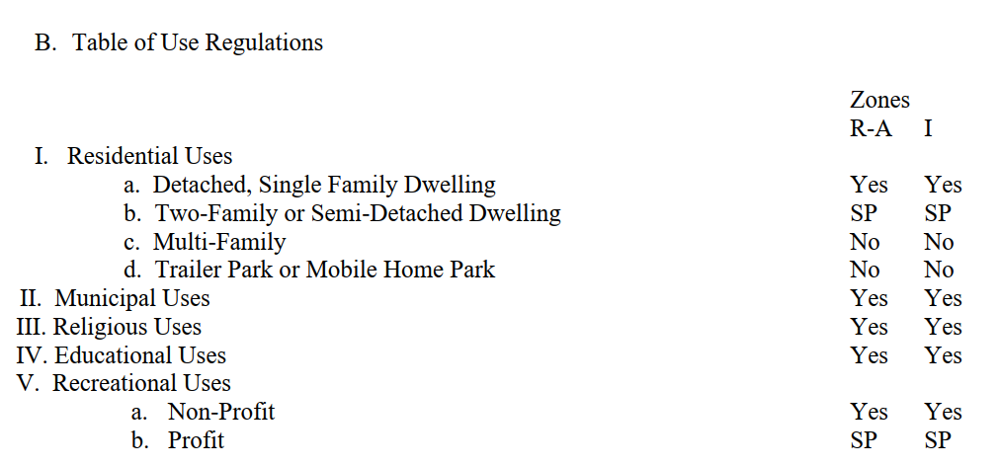 B. Table of Use Regulations
Zones
R-A I
I. Residential Uses
a. Detached, Single Family Dwelling Yes Yes
b. Two-Family or Semi-Detached Dwelling SP SP
c. Multi-Family No No
d. Trailer Park or Mobile Home Park No No
II. Municipal Uses Yes Yes
III. Religious Uses Yes Yes
IV. Educational Uses Yes Yes
V. Recreational Uses
a. Non-Profit Yes Yes
b. Profit SP SP